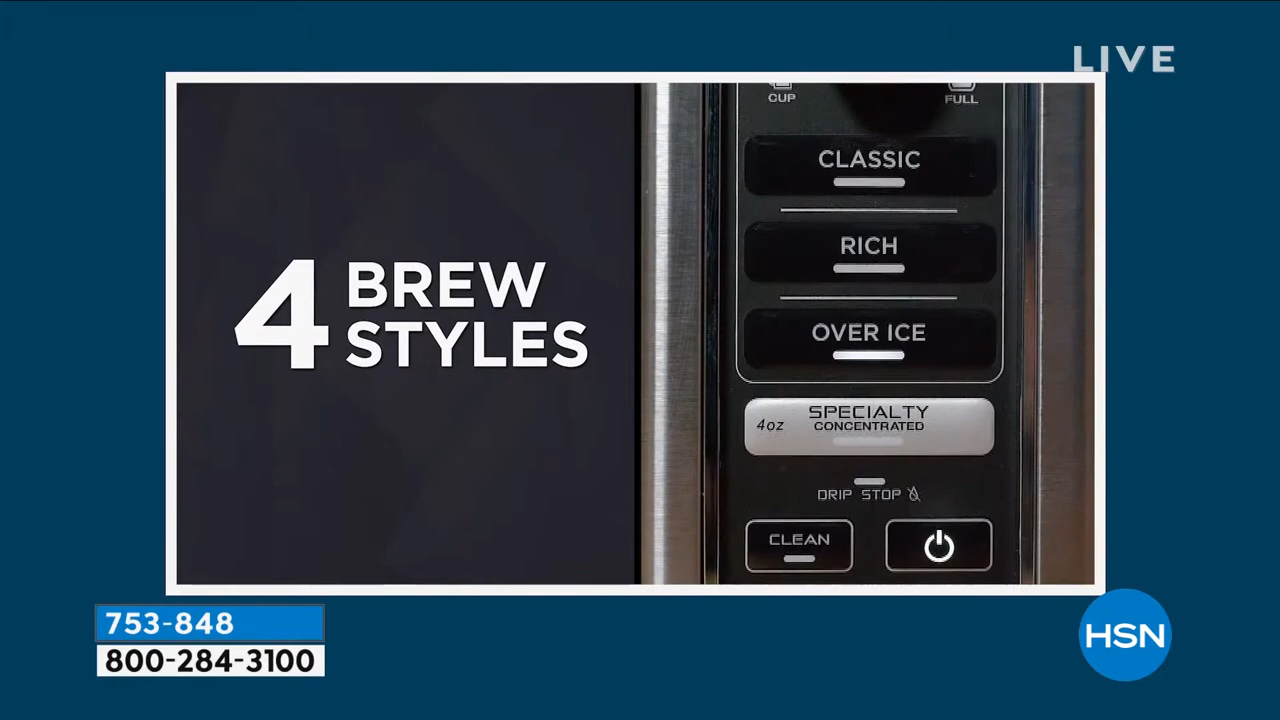 LIVE
CUP FULL
CLASSIC
4 BREW
STYLES
RICH
OVER ICE
SPECIALTY
4oz CONCENTRATED
DRIP STOP
CLEAN
753-848
800-284-3100
HSN